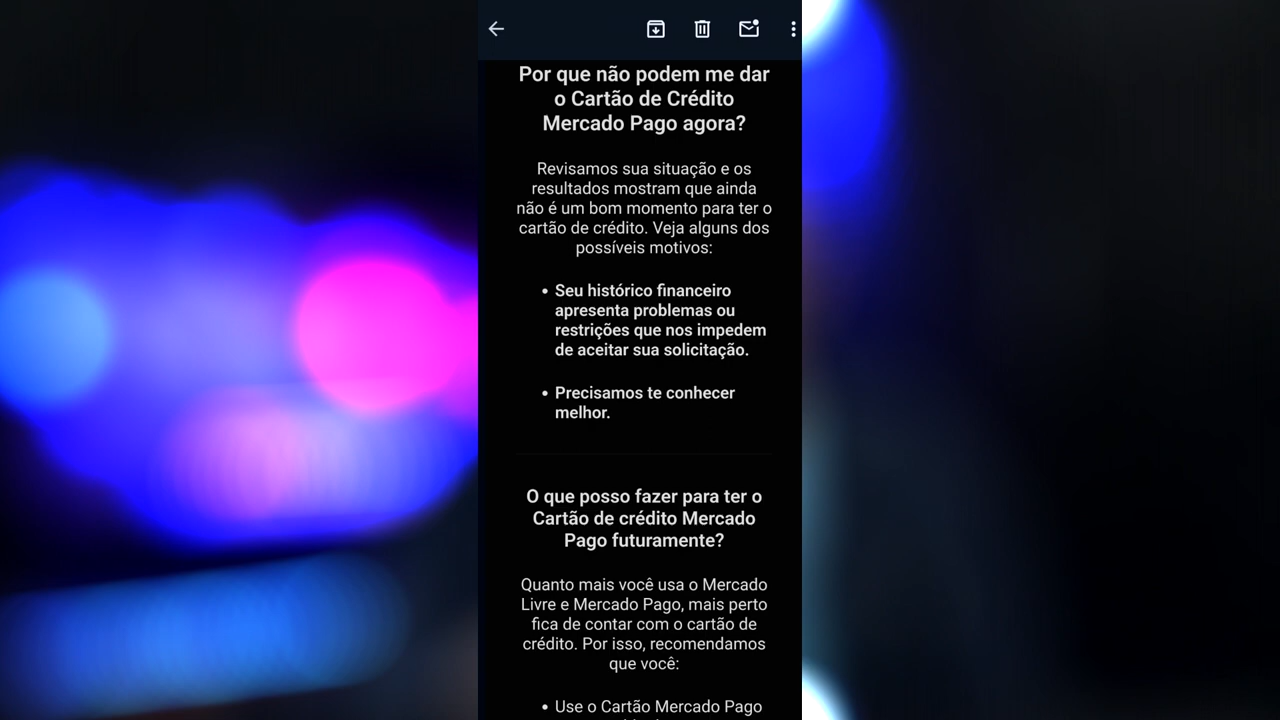 Por que não podem me dar
o Cartão de Crédito
Mercado Pago agora?
Revisamos sua situação e os
resultados mostram que ainda
não é um bom momento para ter o
cartão de crédito. Veja alguns dos
possíveis motivos:
• Seu histórico financeiro
apresenta problemas ou
restrições que nos impedem
de aceitar sua solicitação.
• Precisamos te conhecer
melhor.
O que posso fazer para ter o
Cartão de crédito Mercado
Pago futuramente?
Quanto mais você usa o Mercado
Livre e Mercado Pago, mais perto
fica de contar com o cartão de
crédito. Por isso, recomendamos
que você:
• Use o Cartão Mercado Pago